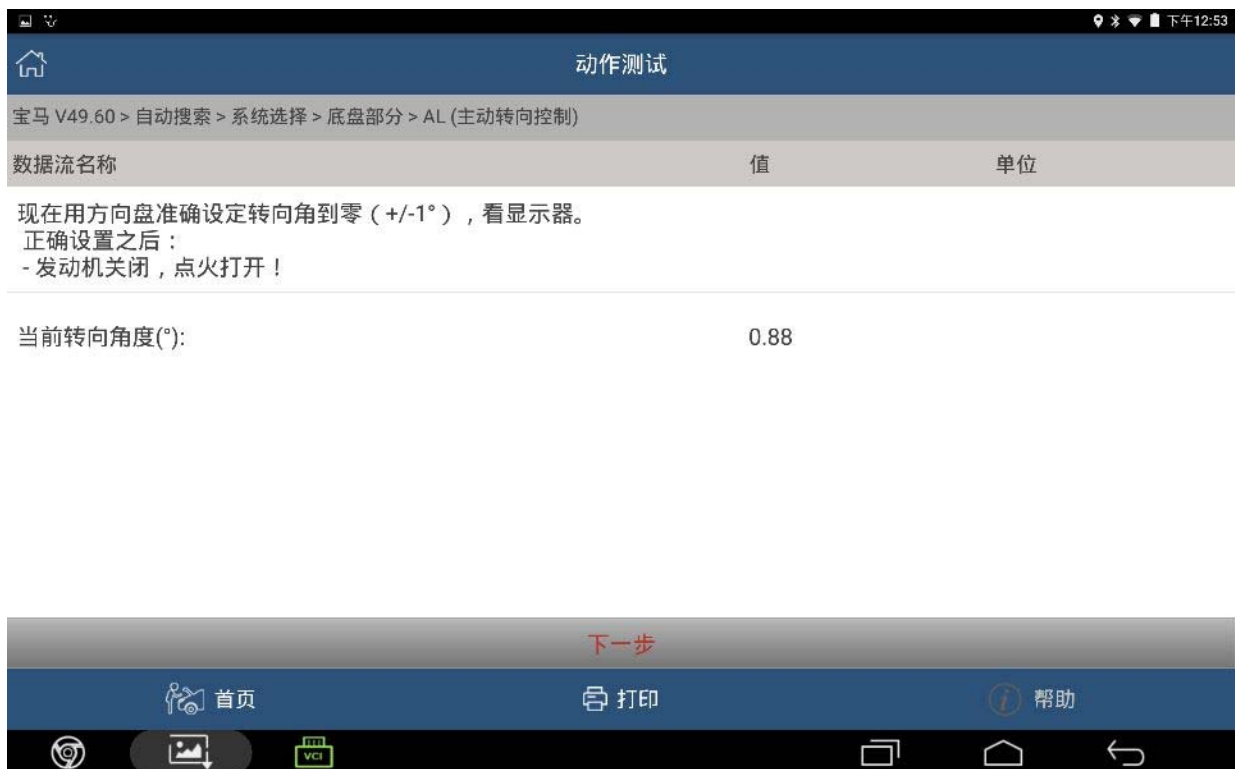 下午12:53
动作测试
宝马 V49.60 > 自动搜索 > 系统选择 > 底盘部分 > AL (主动转向控制)
数据流名称 值 单位
现在用方向盘准确设定转向角到零（+/-1°），看显示器。
正确设置之后：
- 发动机关闭，点火打开！
当前转向角度(°): 0.88
下一步
首页 打印 帮助
VCI